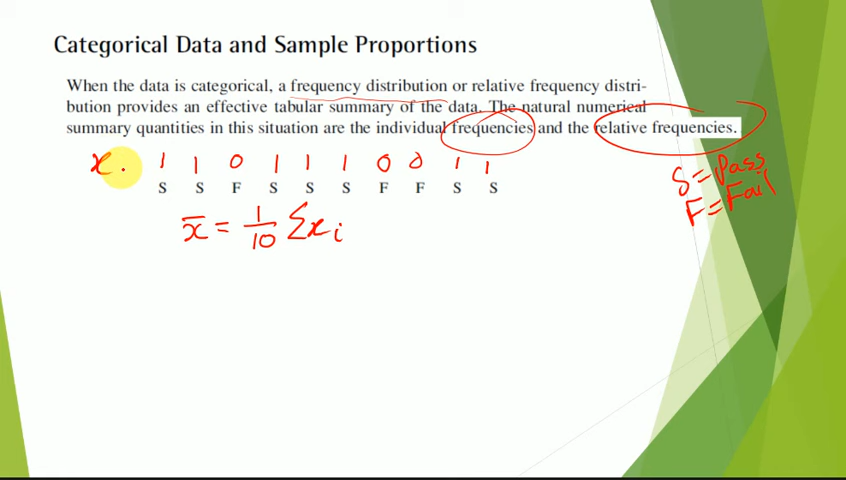 Categorical Data and Sample Proportions
When the data is categorical, a frequency distribution or relative frequency distri-
bution provides an effective tabular summary of the data. The natural numerical
summary quantities in this situation are the individual frequencies and the relative frequencies.
x . 1 1 0 1 1 1 0 0 1 1
S S F S S S F F S S
S = Pass
F = Fail
x̄ = 1/10 Σxi